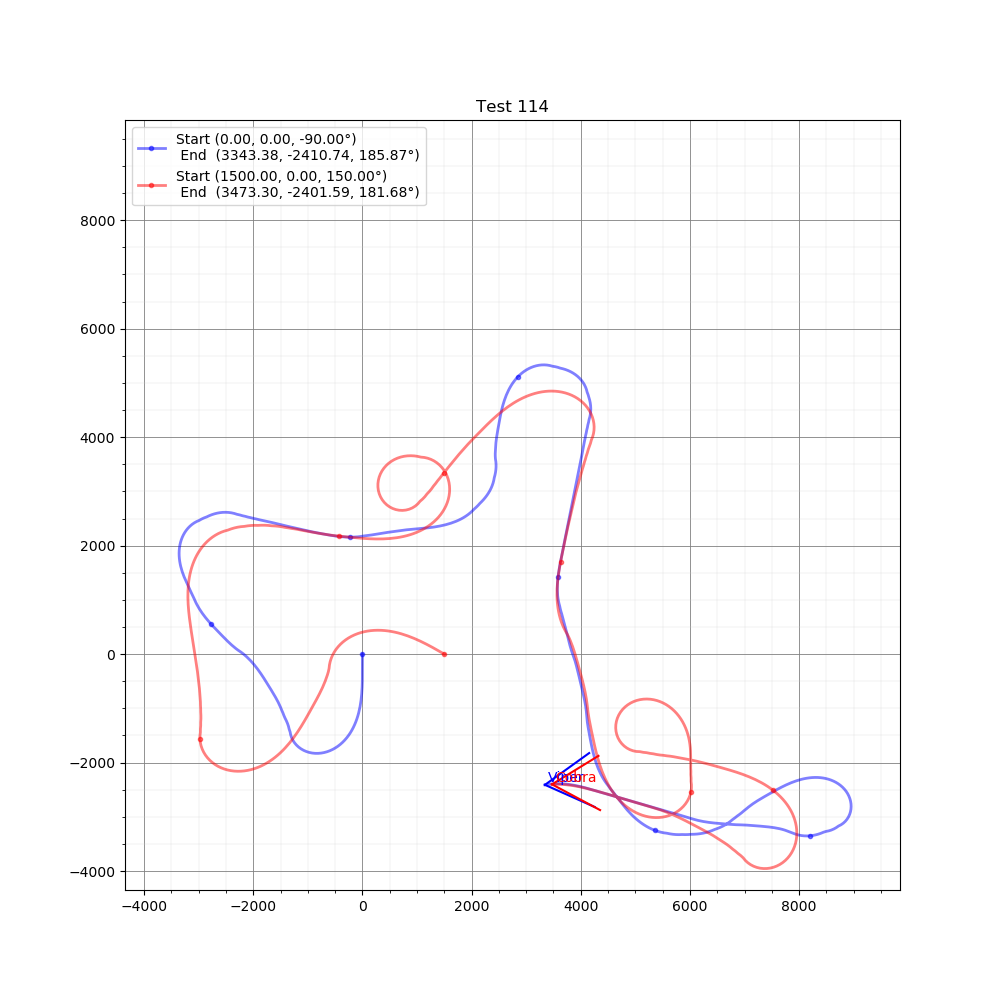 Test 114
Start (0.00, 0.00, -90.00°)
End  (3343.38, -2410.74, 185.87°)
Start (1500.00, 0.00, 150.00°)
End  (3473.30, -2401.59, 181.68°)
8000
6000
4000
2000
0
−2000
−4000
−4000 −2000 0 2000 4000 6000 8000